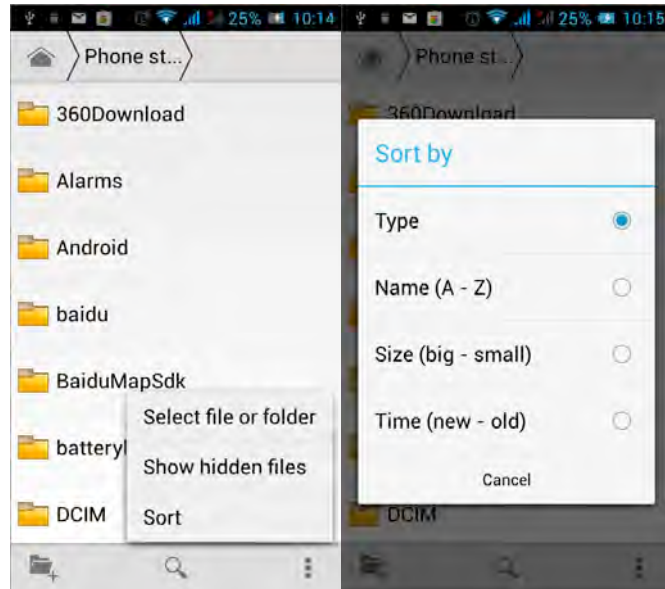 25% 10:14
Phone st...
360Download
Alarms
Android
baidu
BaiduMapSdk
batteryl
DCIM
Select file or folder
Show hidden files
Sort
25% 10:15
Phone st...
360Download
Sort by
Type
Name (A - Z)
Size (big - small)
Time (new - old)
Cancel
DCIM